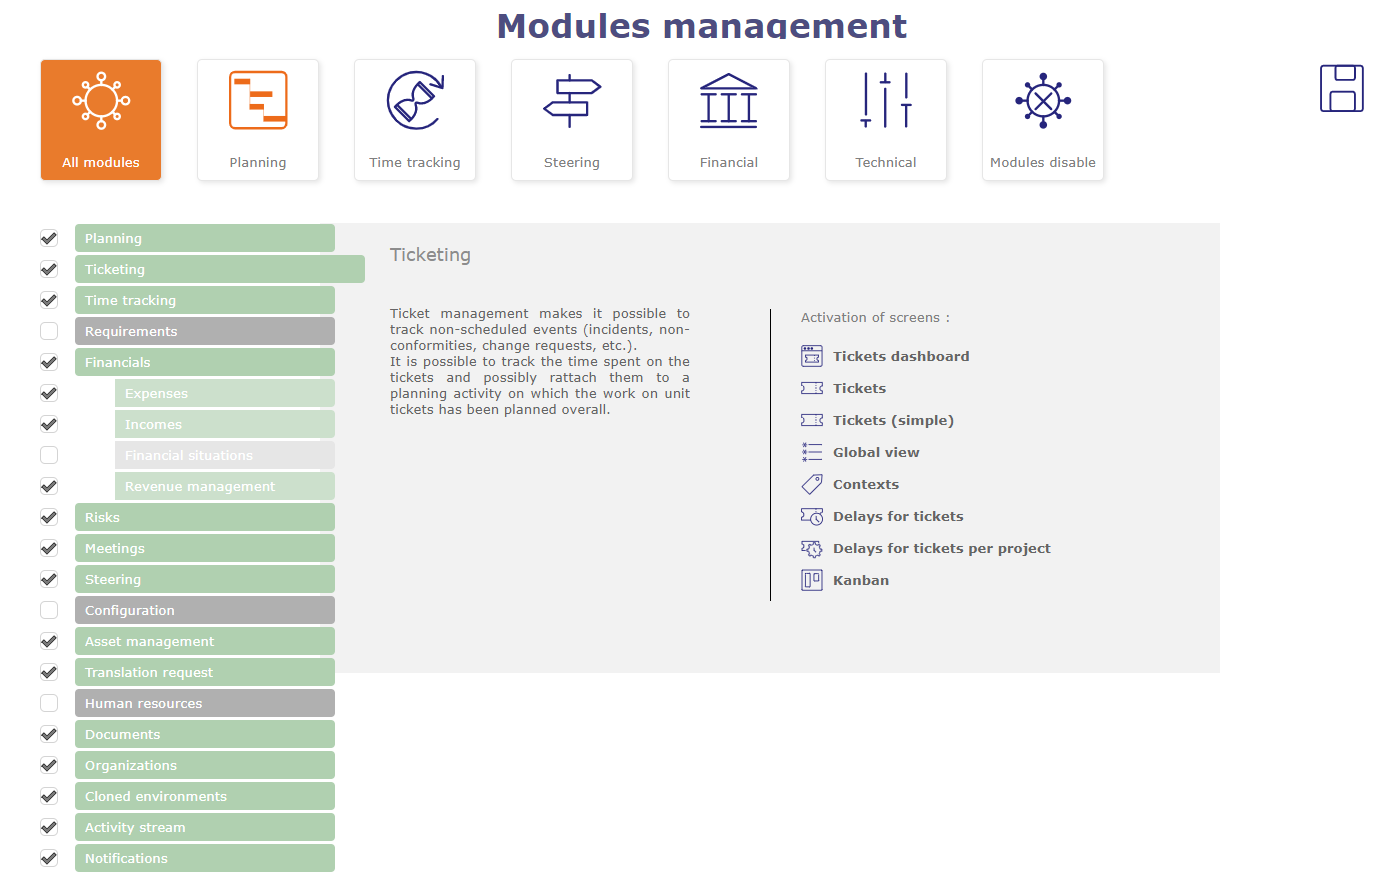 Modules management
All modules
Planning
Time tracking
Steering
Financial
Technical
Modules disable
Planning
Ticketing
Time tracking
Requirements
Financials
Expenses
Incomes
Financial situations
Revenue management
Risks
Meetings
Steering
Configuration
Asset management
Translation request
Human resources
Documents
Organizations
Cloned environments
Activity stream
Notifications
Ticketing
Ticket management makes it possible to
track non-scheduled events (incidents, non-
conformities, change requests, etc.).
It is possible to track the time spent on the
tickets and possibly rattach them to a
planning activity on which the work on unit
tickets has been planned overall.
Activation of screens :
Tickets dashboard
Tickets
Tickets (simple)
Global view
Contexts
Delays for tickets
Delays for tickets per project
Kanban